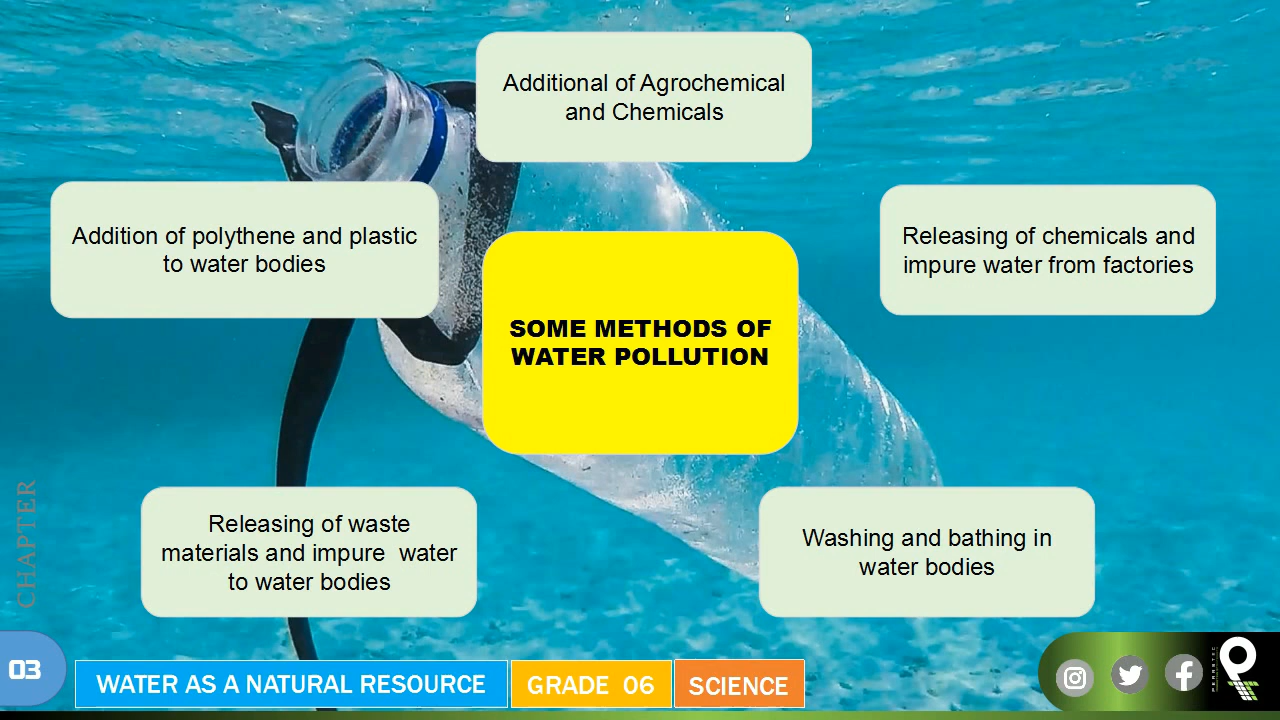 Additional of Agrochemical
and Chemicals
Addition of polythene and plastic
to water bodies
Releasing of chemicals and
impure water from factories
SOME METHODS OF
WATER POLLUTION
Releasing of waste
materials and impure  water
to water bodies
Washing and bathing in
water bodies
CHAPTER
03
WATER AS A NATURAL RESOURCE
GRADE  06
SCIENCE